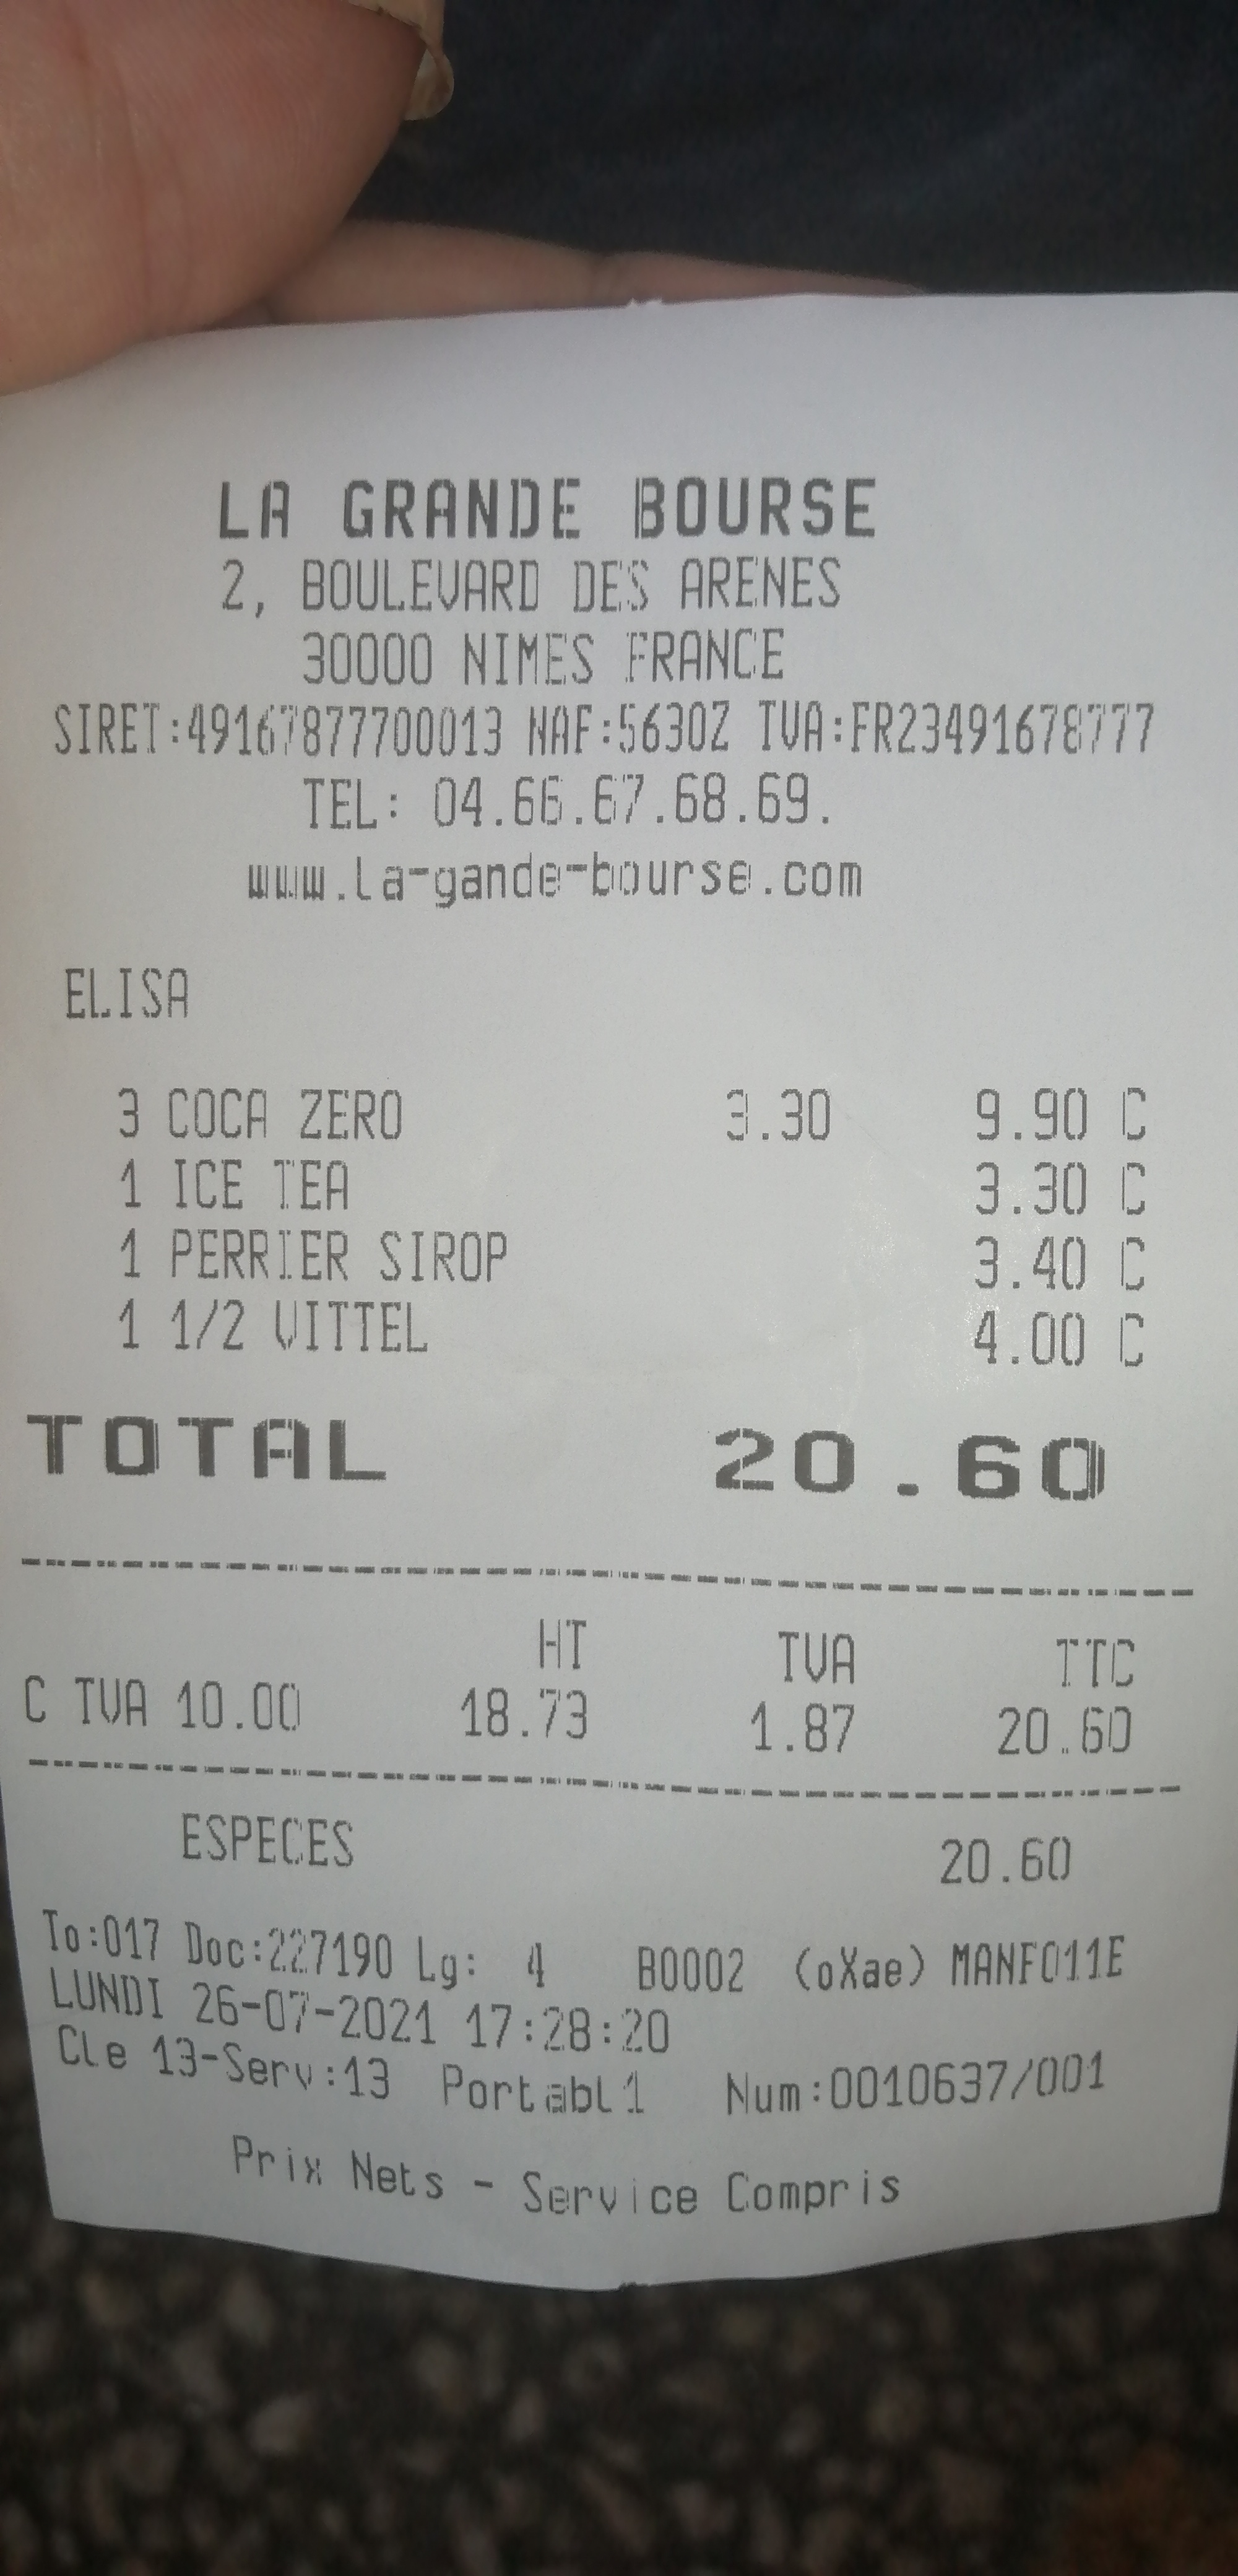 LA GRANDE BOURSE
2, BOULEVARD DES ARENES
30000 NIMES FRANCE
SIRET:49167877700013 NAF:5630Z TVA:FR23491678777
TEL: 04.66.67.68.69.
www.la-gande-bourse.com
ELISA
3 COCA ZERO 3.30 9.90 C
1 ICE TEA 3.30 C
1 PERRIER SIROP 3.40 C
1 1/2 VITTEL 4.00 C
TOTAL 20.60
HT TVA TTC
C TVA 10.00 18.73 1.87 20.60
ESPECES 20.60
To:017 Doc:227190 Lg: 4 B0002 (oXae) MANF011E
LUNDI 26-07-2021 17:28:20
Cle 13-Serv:13 Portabl1 Num:0010637/001
Prix Nets - Service Compris